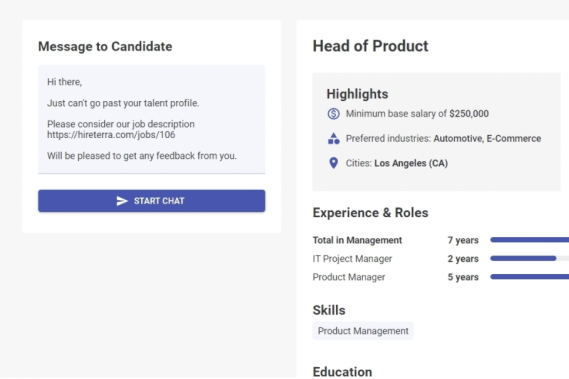 Message to Candidate
Hi there,
Just can't go past your talent profile.
Please consider our job description
https://hireterra.com/jobs/106
Will be pleased to get any feedback from you.
START CHAT
Head of Product
Highlights
Minimum base salary of $250,000
Preferred industries: Automotive, E-Commerce
Cities: Los Angeles (CA)
Experience & Roles
Total in Management 7 years
IT Project Manager 2 years
Product Manager 5 years
Skills
Product Management
Education